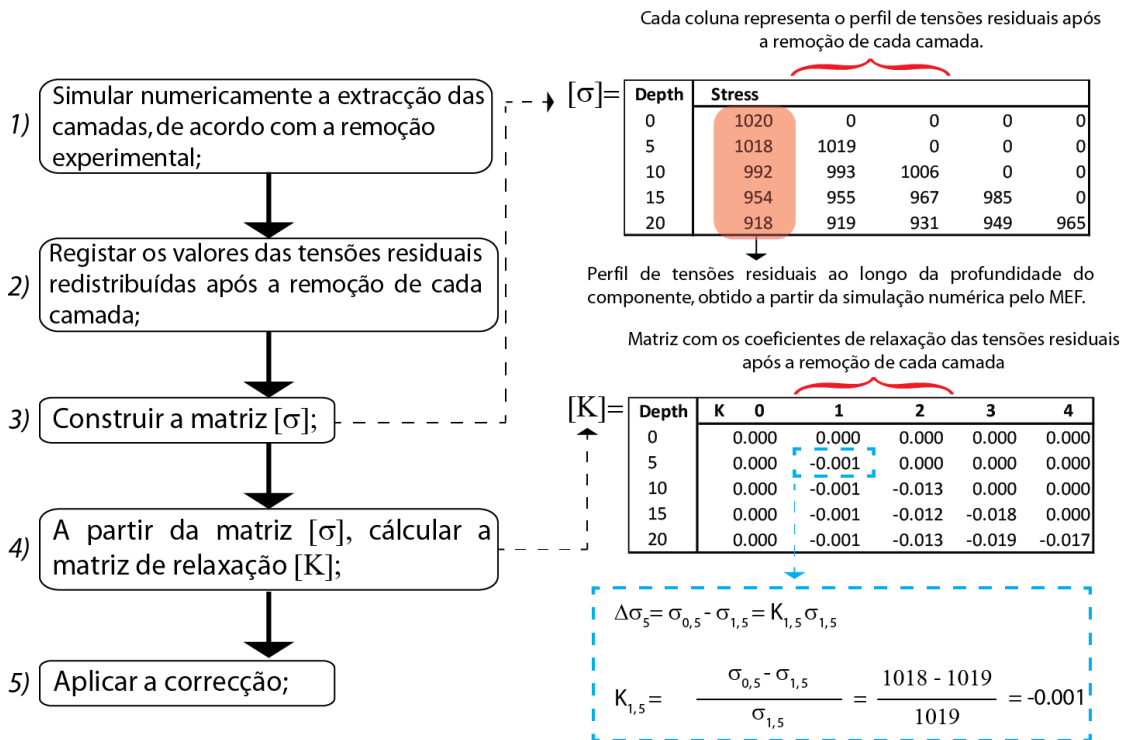 1) Simular numericamente a extracção das
camadas, de acordo com a remoção
experimental;
2) Registar os valores das tensões residuais
redistribuídas após a remoção de cada
camada;
3) Construir a matriz [σ];
4) A partir da matriz [σ], cálcular a
matriz de relaxação [K];
5) Aplicar a correcção;
Cada coluna representa o perfil de tensões residuais após
a remoção de cada camada.
[σ]=
Depth Stress
0 1020 0 0 0 0
5 1018 1019 0 0 0
10 992 993 1006 0 0
15 954 955 967 985 0
20 918 919 931 949 965
Perfil de tensões residuais ao longo da profundidade do
componente, obtido a partir da simulação numérica pelo MEF.
Matriz com os coeficientes de relaxação das tensões residuais
após a remoção de cada camada
[K]=
Depth K 0 1 2 3 4
0 0.000 0.000 0.000 0.000 0.000
5 0.000 -0.001 0.000 0.000 0.000
10 0.000 -0.001 -0.013 0.000 0.000
15 0.000 -0.001 -0.012 -0.018 0.000
20 0.000 -0.001 -0.013 -0.019 -0.017
Δσ₅= σ₀,₅ - σ₁,₅ = K₁,₅ σ₁,₅
K₁,₅ = (σ₀,₅ - σ₁,₅) / σ₁,₅ = (1018 - 1019) / 1019 = -0.001